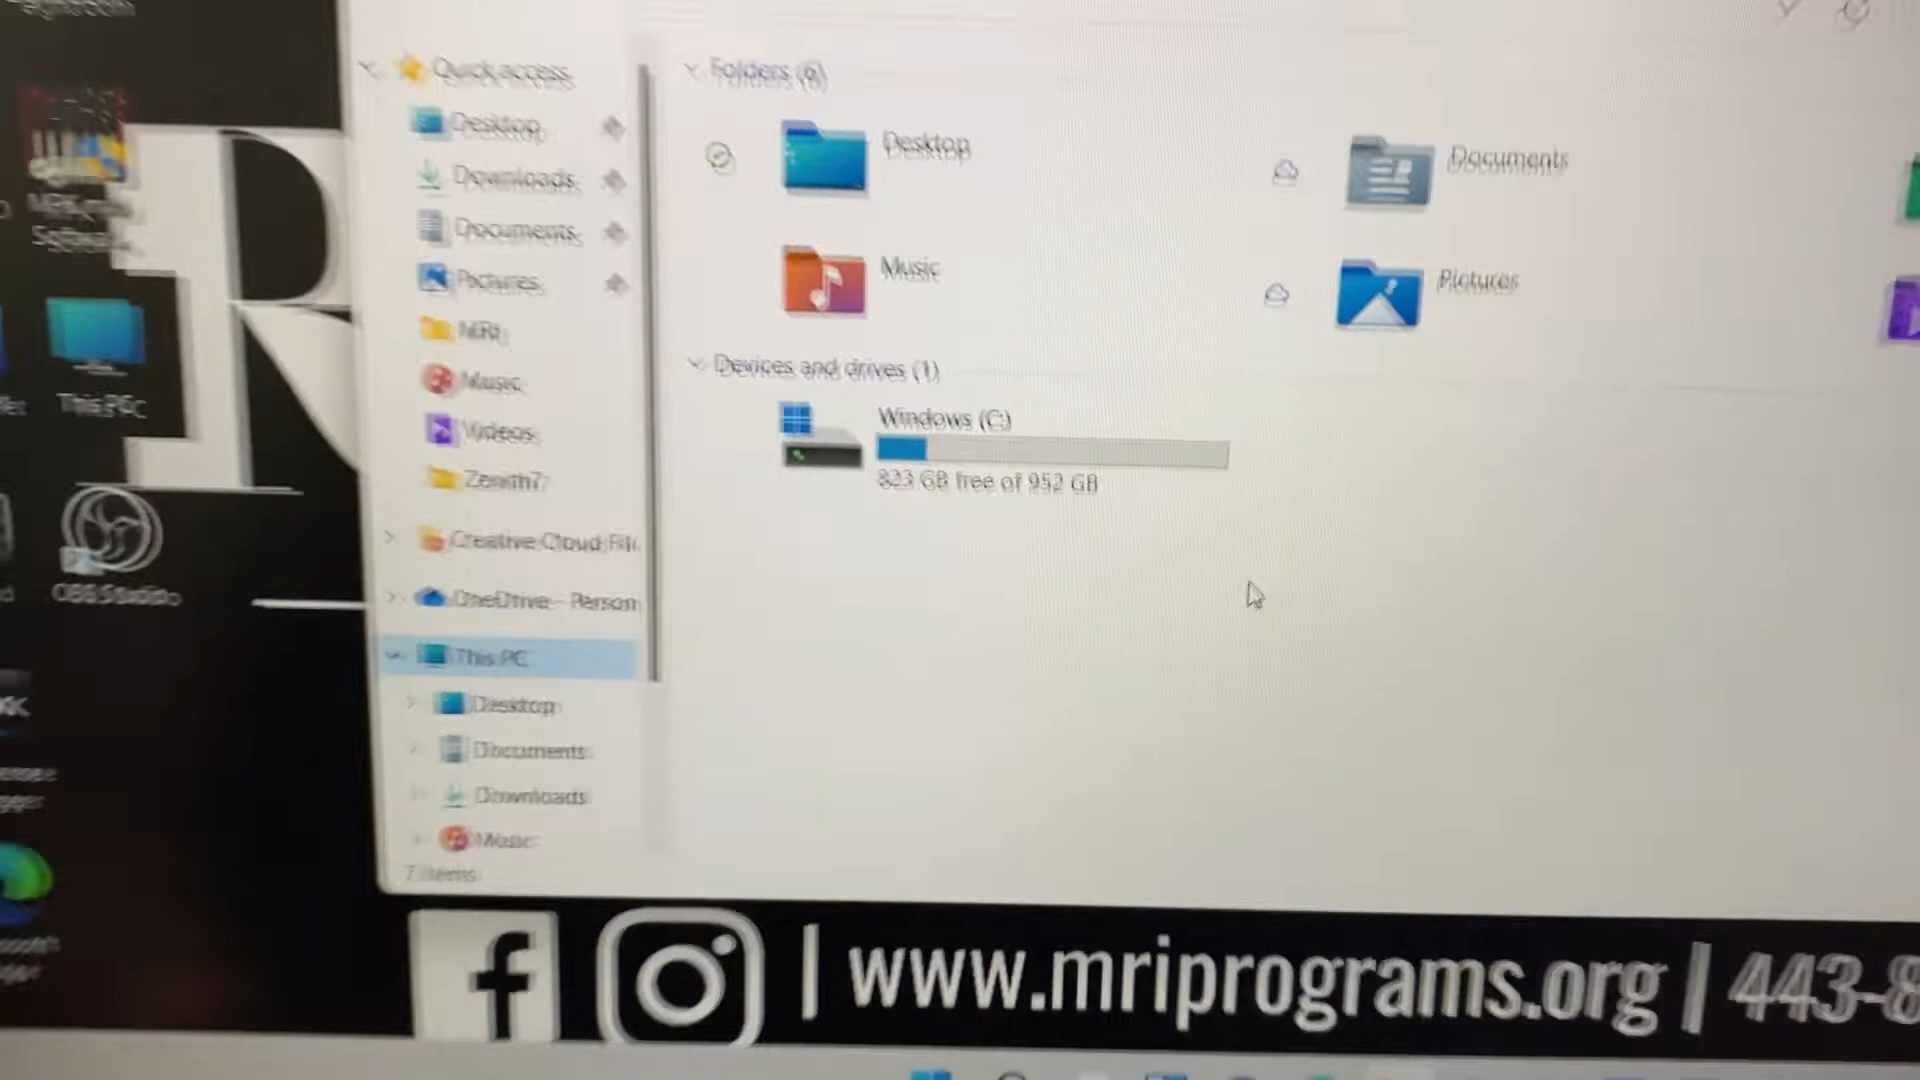 Quick access
Desktop
Downloads
Documents
Pictures
MRI
Music
Videos
Zenith7
Creative Cloud Fil
OneDrive - Person
This PC
Desktop
Documents
Downloads
Music
7 items
Folders (6)
Desktop
Documents
Music
Pictures
Devices and drives (1)
Windows (C:)
823 GB free of 952 GB
This PC
OBS Studio
R
f
| www.mriprograms.org | 443-8